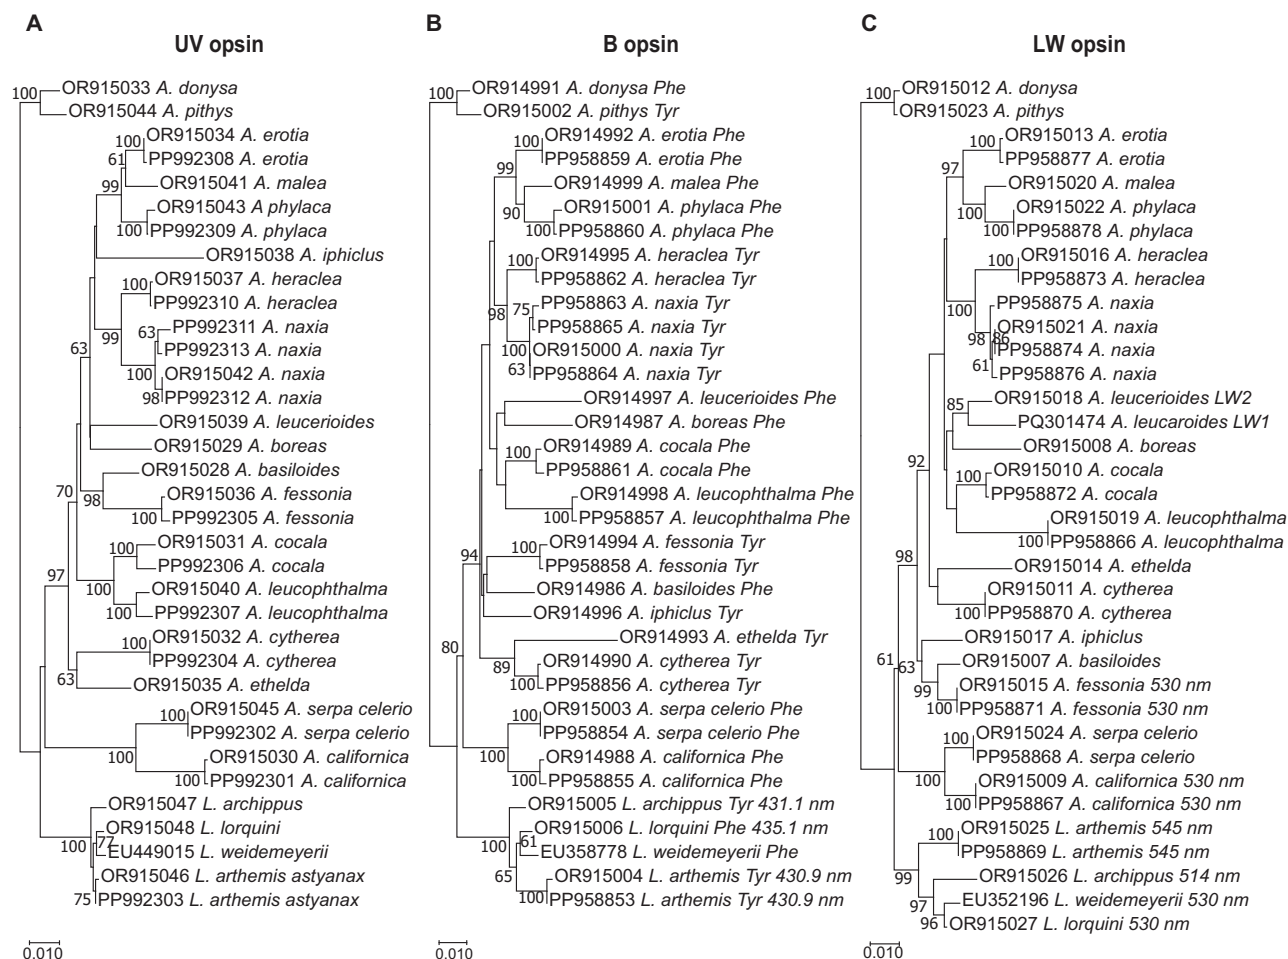 A
UV opsin
100
OR915033 A. donysa
OR915044 A. pithys
100
OR915034 A. erotia
61
PP992308 A. erotia
99
OR915041 A. malea
OR915043 A phylaca
100
PP992309 A. phylaca
OR915038 A. iphiclus
100
OR915037 A. heraclea
PP992310 A. heraclea
99
63
PP992311 A. naxia
63
PP992313 A. naxia
100
OR915042 A. naxia
98
PP992312 A. naxia
OR915039 A. leucerioides
OR915029 A. boreas
OR915028 A. basiloides
70
98
OR915036 A. fessonia
100
PP992305 A. fessonia
100
OR915031 A. cocala
PP992306 A. cocala
97
100
OR915040 A. leucophthalma
100
PP992307 A. leucophthalma
100
OR915032 A. cytherea
PP992304 A. cytherea
63
OR915035 A. ethelda
100
OR915045 A. serpa celerio
PP992302 A. serpa celerio
100
OR915030 A. californica
100
PP992301 A. californica
OR915047 L. archippus
OR915048 L. lorquini
100
77
EU449015 L. weidemeyerii
OR915046 L. arthemis astyanax
75
PP992303 L. arthemis astyanax
0.010
B
B opsin
100
OR914991 A. donysa Phe
OR915002 A. pithys Tyr
100
OR914992 A. erotia Phe
PP958859 A. erotia Phe
99
OR914999 A. malea Phe
90
OR915001 A. phylaca Phe
100
PP958860 A. phylaca Phe
100
OR914995 A. heraclea Tyr
PP958862 A. heraclea Tyr
98
75
PP958863 A. naxia Tyr
PP958865 A. naxia Tyr
100
OR915000 A. naxia Tyr
63
PP958864 A. naxia Tyr
OR914997 A. leucerioides Phe
OR914987 A. boreas Phe
100
OR914989 A. cocala Phe
PP958861 A. cocala Phe
OR914998 A. leucophthalma Phe
100
PP958857 A. leucophthalma Phe
94
100
OR914994 A. fessonia Tyr
PP958858 A. fessonia Tyr
OR914986 A. basiloides Phe
OR914996 A. iphiclus Tyr
80
OR914993 A. ethelda Tyr
89
OR914990 A. cytherea Tyr
100
PP958856 A. cytherea Tyr
100
OR915003 A. serpa celerio Phe
PP958854 A. serpa celerio Phe
100
OR914988 A. californica Phe
100
PP958855 A. californica Phe
OR915005 L. archippus Tyr 431.1 nm
OR915006 L. lorquini Phe 435.1 nm
100
61
EU358778 L. weidemeyerii Phe
65
OR915004 L. arthemis Tyr 430.9 nm
100
PP958853 L. arthemis Tyr 430.9 nm
0.010
C
LW opsin
100
OR915012 A. donysa
OR915023 A. pithys
100
OR915013 A. erotia
PP958877 A. erotia
97
OR915020 A. malea
100
OR915022 A. phylaca
100
PP958878 A. phylaca
100
OR915016 A. heraclea
PP958873 A. heraclea
100
PP958875 A. naxia
OR915021 A. naxia
98
86
PP958874 A. naxia
61
PP958876 A. naxia
85
OR915018 A. leucerioides LW2
PQ301474 A. leucaroides LW1
OR915008 A. boreas
92
100
OR915010 A. cocala
PP958872 A. cocala
OR915019 A. leucophthalma
100
PP958866 A. leucophthalma
98
OR915014 A. ethelda
OR915011 A. cytherea
100
PP958870 A. cytherea
OR915017 A. iphiclus
61
63
OR915007 A. basiloides
99
OR915015 A. fessonia 530 nm
100
PP958871 A. fessonia 530 nm
100
OR915024 A. serpa celerio
PP958868 A. serpa celerio
100
OR915009 A. californica 530 nm
100
PP958867 A. californica 530 nm
100
OR915025 L. arthemis 545 nm
PP958869 L. arthemis 545 nm
99
OR915026 L. archippus 514 nm
97
EU352196 L. weidemeyerii 530 nm
96
OR915027 L. lorquini 530 nm
0.010